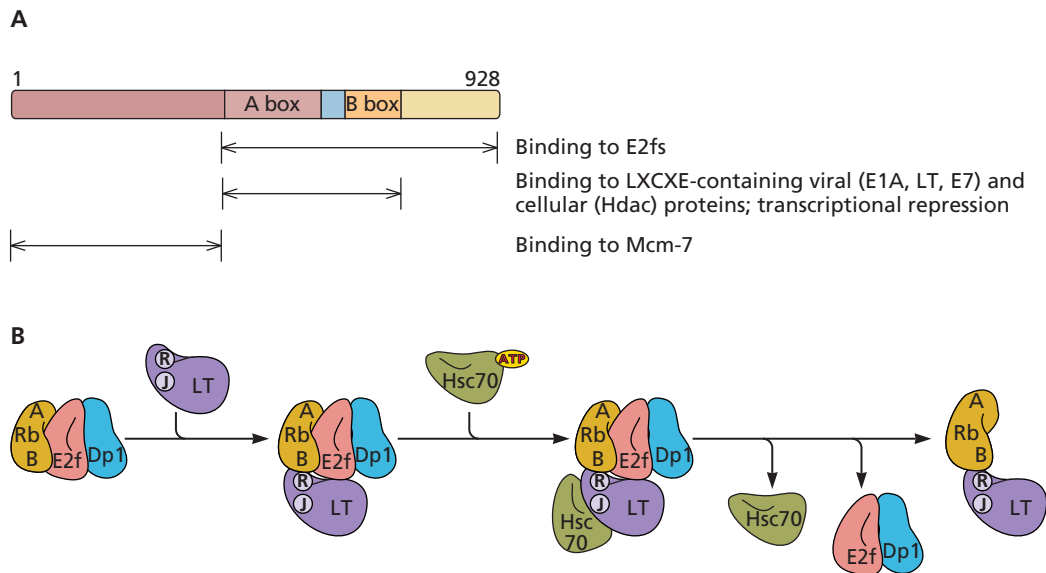 A
1 928
A box B box
Binding to E2fs
Binding to LXCXE-containing viral (E1A, LT, E7) and
cellular (Hdac) proteins; transcriptional repression
Binding to Mcm-7
B
R
J LT
Hsc70 ATP
A
Rb
B E2f Dp1
A
Rb
B E2f Dp1
R
J LT
A
Rb
B E2f Dp1
R
J LT
Hsc
70
Hsc70
E2f Dp1
A
Rb
B
R
J LT